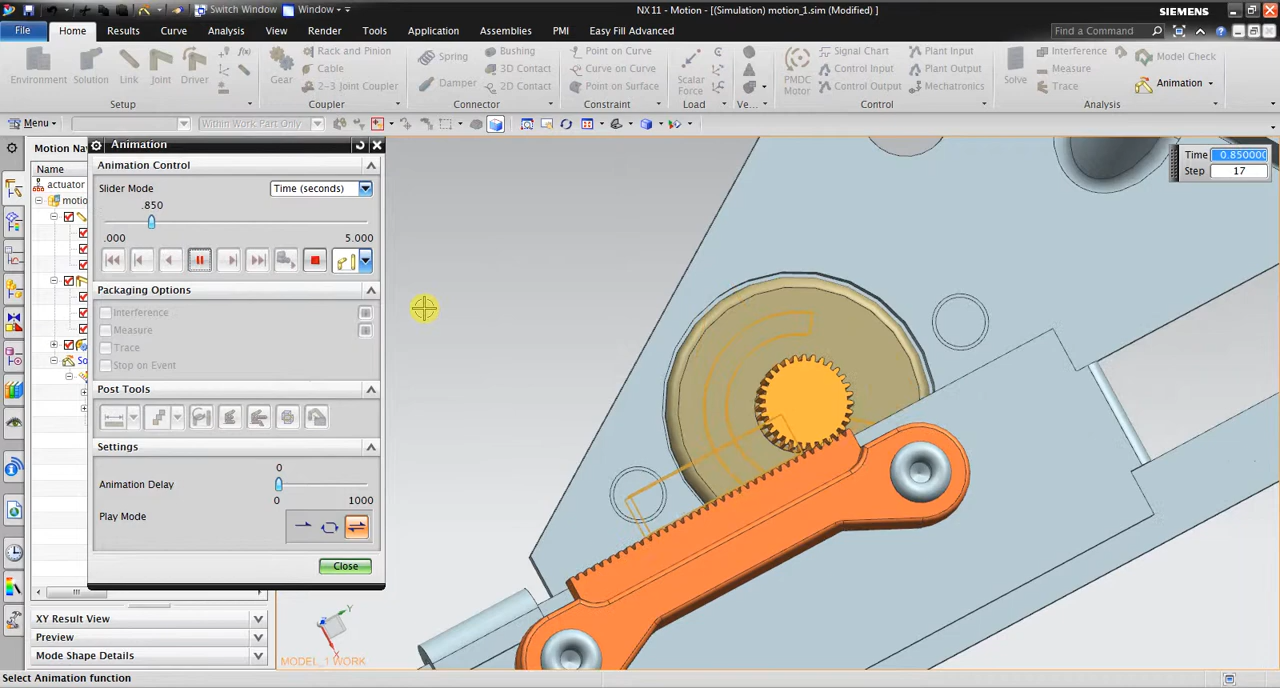 Switch Window Window
NX 11 - Motion - [(Simulation) motion_1.sim (Modified) ]
SIEMENS
File Home Results Curve Analysis View Render Tools Application Assemblies PMI Easy Fill Advanced
Find a Command
Environment Solution Link Joint Driver
f(x)
Setup
Gear
Rack and Pinion
Cable
2-3 Joint Coupler
Coupler
Spring
Damper
Bushing
3D Contact
2D Contact
Connector
Point on Curve
Curve on Curve
Point on Surface
Constraint
Scalar Force
Load
Ve...
PMDC Motor
Signal Chart
Control Input
Control Output
Plant Input
Plant Output
Mechatronics
Control
Solve
Interference
Measure
Trace
Model Check
Animation
Analysis
Menu
Within Work Part Only
Motion Na
Name
actuator
motio
So
Animation
Animation Control
Slider Mode Time (seconds)
.850
.000 5.000
Packaging Options
Interference
Measure
Trace
Stop on Event
Post Tools
Settings
0
Animation Delay
0 1000
Play Mode
Close
XY Result View
Preview
Mode Shape Details
Time 0.850000
Step 17
Y
MODEL_1 WORK
Select Animation function